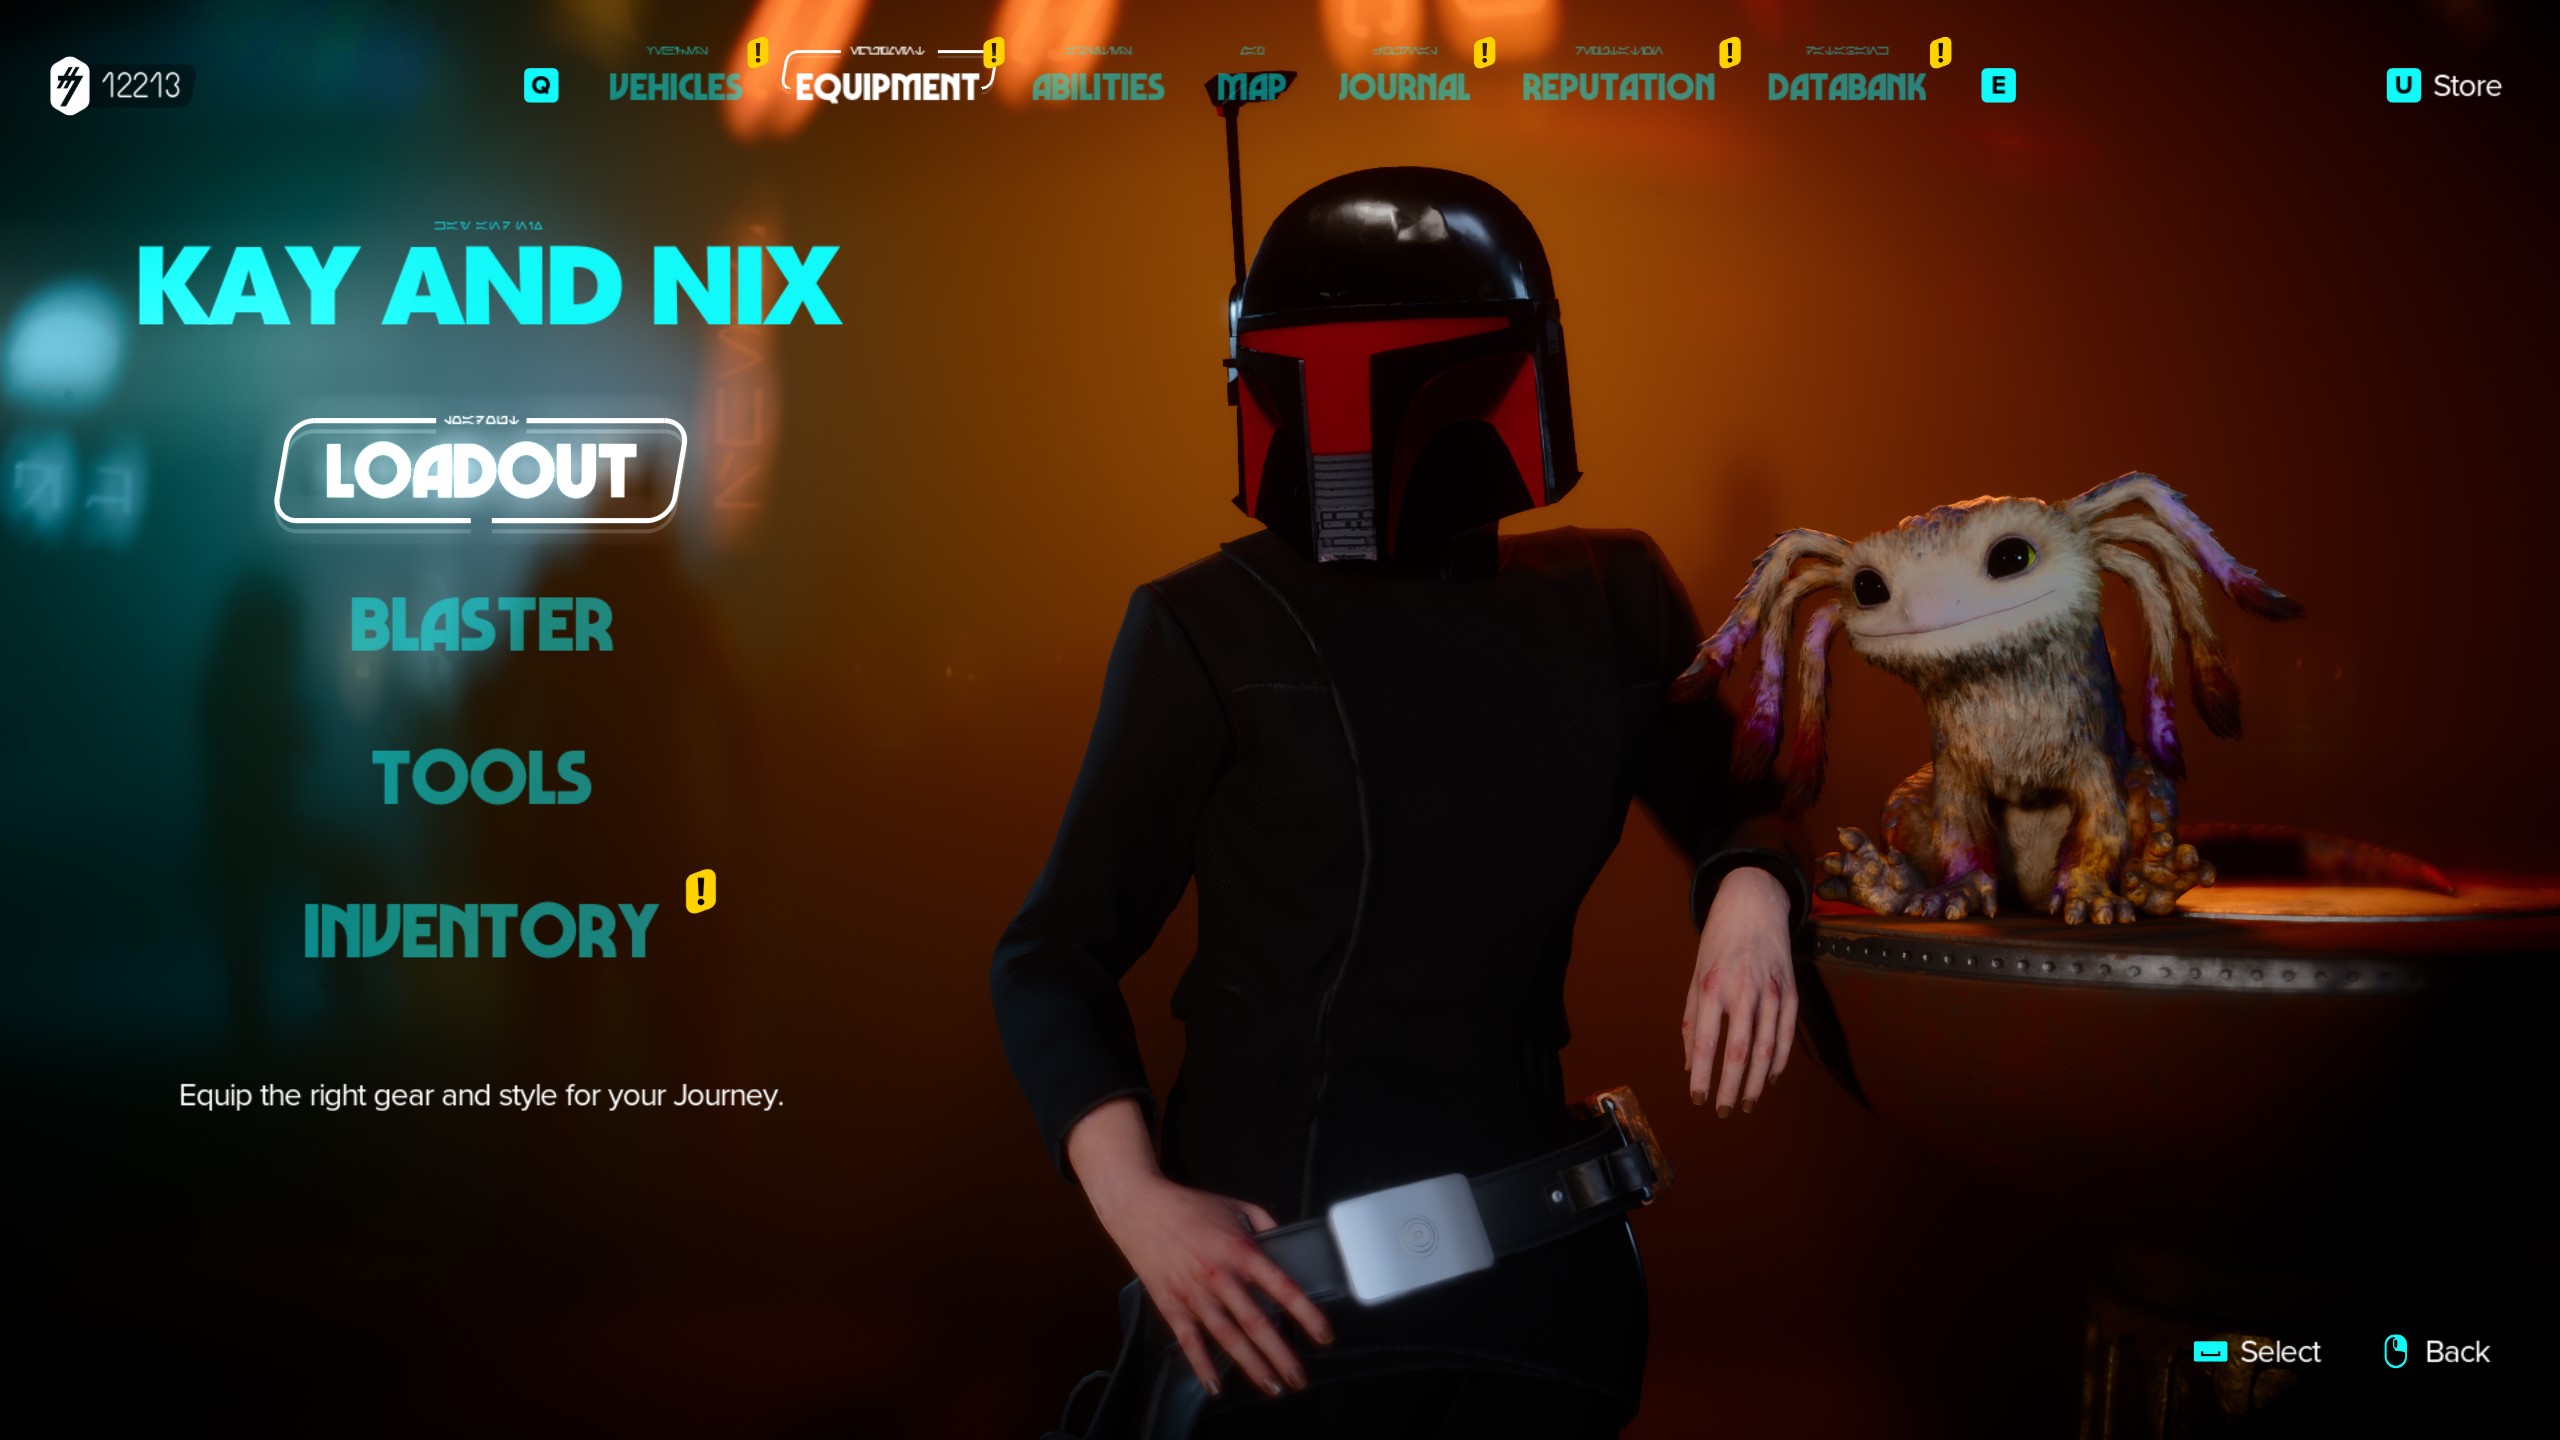 12213
Q
VEHICLES
!
EQUIPMENT
!
ABILITIES
MAP
JOURNAL
!
REPUTATION
!
DATABANK
!
E
U Store
KAY AND NIX
LOADOUT
BLASTER
TOOLS
INVENTORY
!
Equip the right gear and style for your Journey.
Select
Back